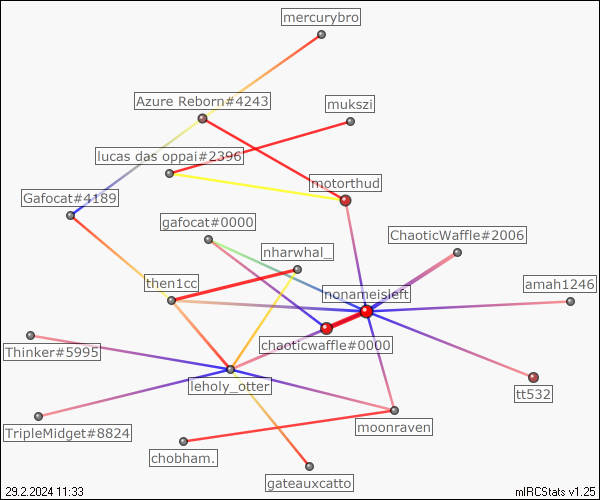 mercurybro
Azure Reborn#4243
mukszi
lucas das oppai#2396
motorthud
Gafocat#4189
gafocat#0000
ChaoticWaffle#2006
nharwhal_
then1cc
nonameisleft
amah1246
chaoticwaffle#0000
Thinker#5995
leholy_otter
tt532
TripleMidget#8824
moonraven
chobham.
gateauxcatto
29.2.2024 11:33
mIRCStats v1.25